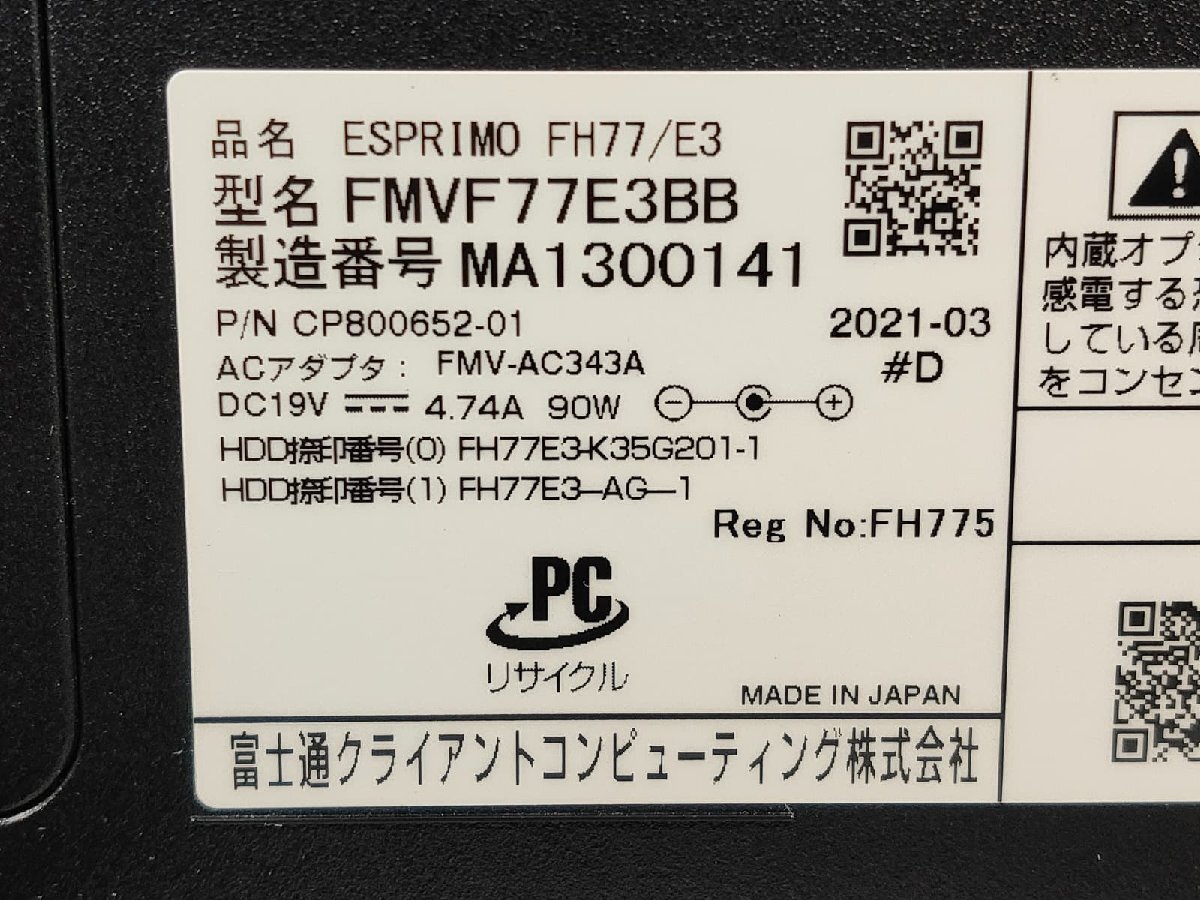 品名 ESPRIMO FH77/E3
型名 FMVF77E3BB
製造番号 MA1300141
P/N CP800652-01
2021-03
ACアダプタ: FMV-AC343A
#D
DC19V 4.74A 90W
HDD捺印番号(0) FH77E3-K35G201-1
HDD捺印番号(1) FH77E3-AG-1
Reg No:FH775
PC
リサイクル
MADE IN JAPAN
富士通クライアントコンピューティング株式会社
内蔵オプ
感電する
している
をコンセン